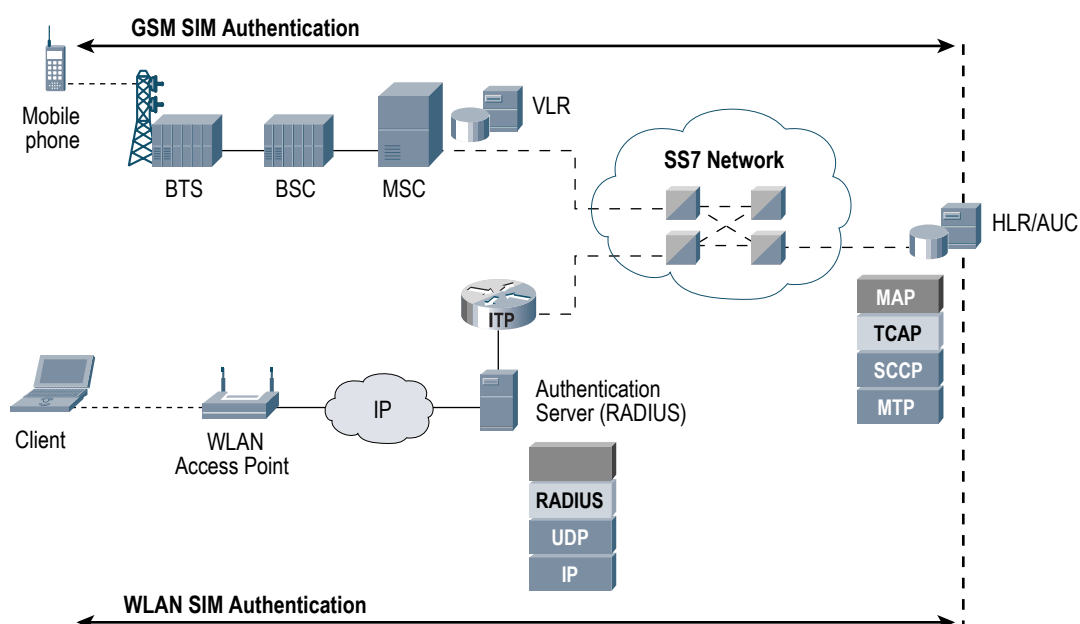 GSM SIM Authentication
Mobile
phone
BTS
BSC
MSC
VLR
SS7 Network
HLR/AUC
MAP
TCAP
SCCP
MTP
ITP
Client
WLAN
Access Point
IP
Authentication
Server (RADIUS)
RADIUS
UDP
IP
WLAN SIM Authentication